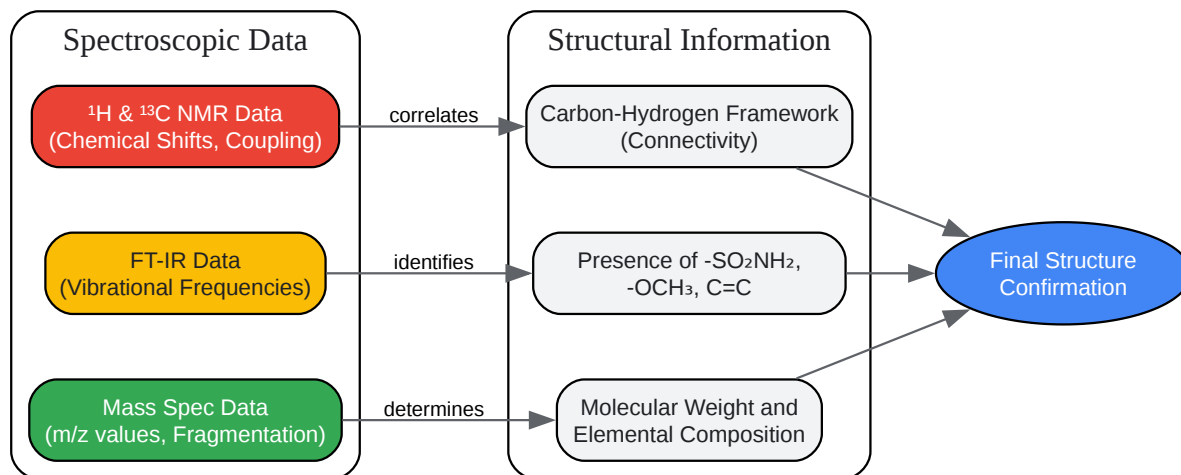 Spectroscopic Data
Structural Information
¹H & ¹³C NMR Data
(Chemical Shifts, Coupling)
correlates
Carbon-Hydrogen Framework
(Connectivity)
FT-IR Data
(Vibrational Frequencies)
identifies
Presence of -SO₂NH₂,
-OCH₃, C=C
Final Structure
Confirmation
Mass Spec Data
(m/z values, Fragmentation)
determines
Molecular Weight and
Elemental Composition